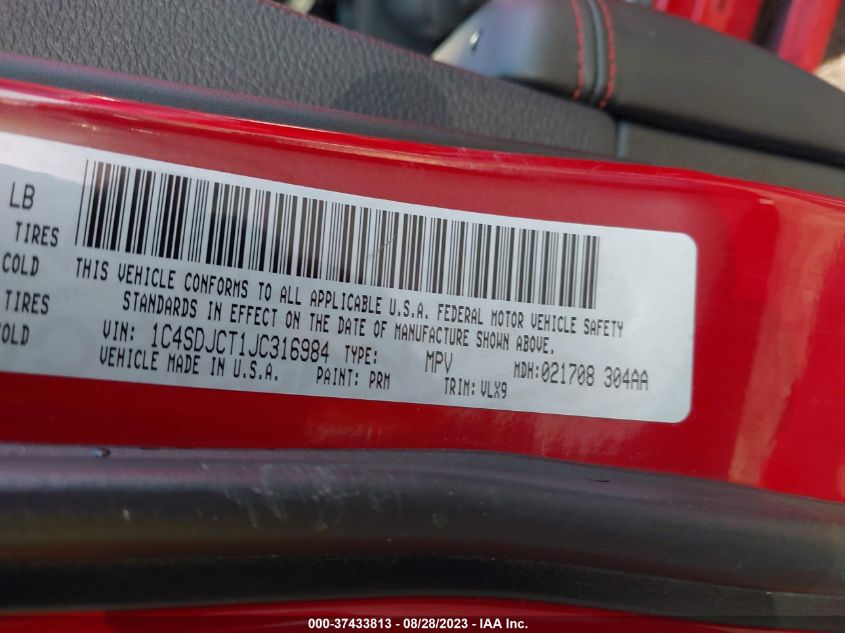 LB
TIRES
COLD
TIRES
COLD
THIS VEHICLE CONFORMS TO ALL APPLICABLE U.S.A. FEDERAL MOTOR VEHICLE SAFETY
STANDARDS IN EFFECT ON THE DATE OF MANUFACTURE SHOWN ABOVE.
VIN: 1C4SDJCT1JC316984 TYPE: MPV MDH:021708 304AA
VEHICLE MADE IN U.S.A. PAINT: PRM TRIM: VLX9
000-37433813 - 08/28/2023 - IAA Inc.